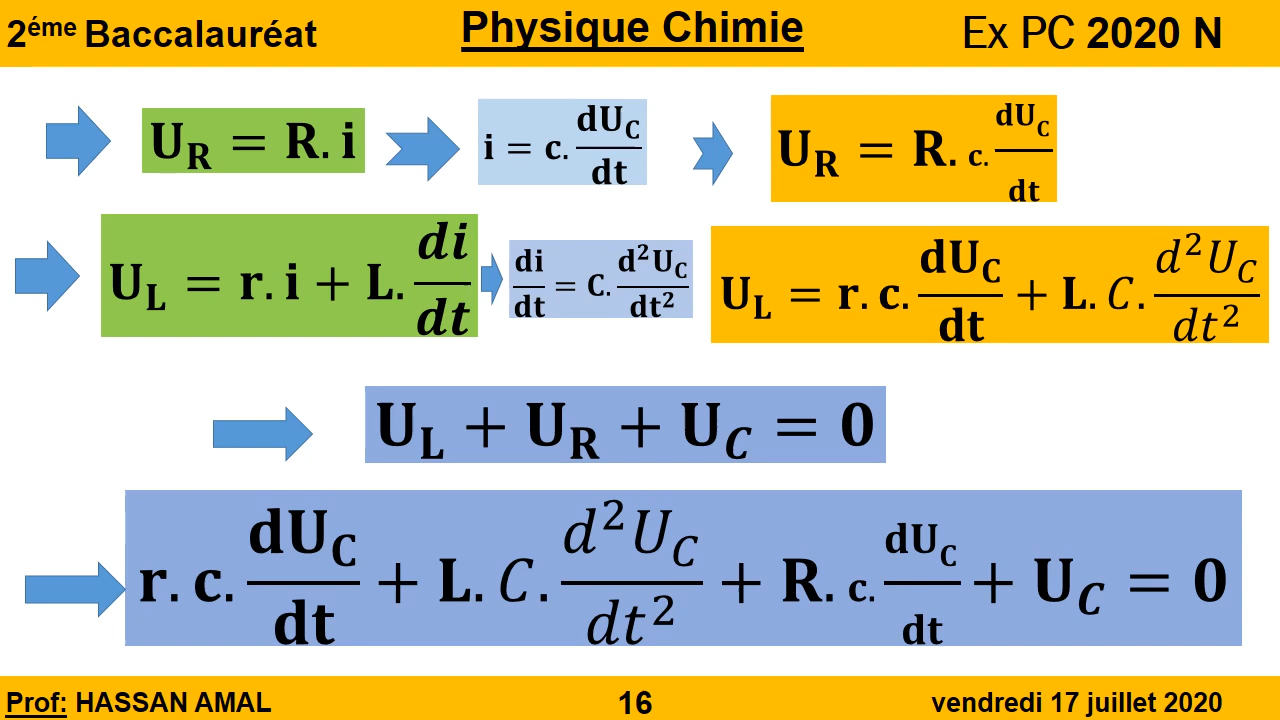 2éme Baccalauréat Physique Chimie Ex PC 2020 N
U_R = R. i i = c. dU_C/dt U_R = R. c. dU_C/dt
U_L = r. i + L. di/dt di/dt = C. d²U_C/dt² U_L = r. c. dU_C/dt + L. C. d²U_C/dt²
U_L + U_R + U_C = 0
r. c. dU_C/dt + L. C. d²U_C/dt² + R. c. dU_C/dt + U_C = 0
Prof: HASSAN AMAL 16 vendredi 17 juillet 2020